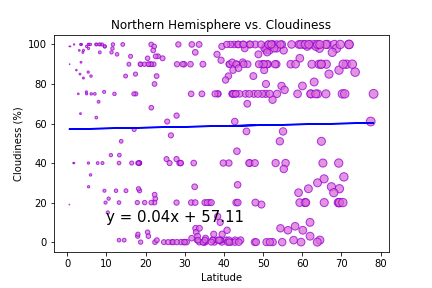 Northern Hemisphere vs. Cloudiness
100
80
60
40
20
0
Cloudiness (%)
y = 0.04x + 57.11
0 10 20 30 40 50 60 70 80
Latitude